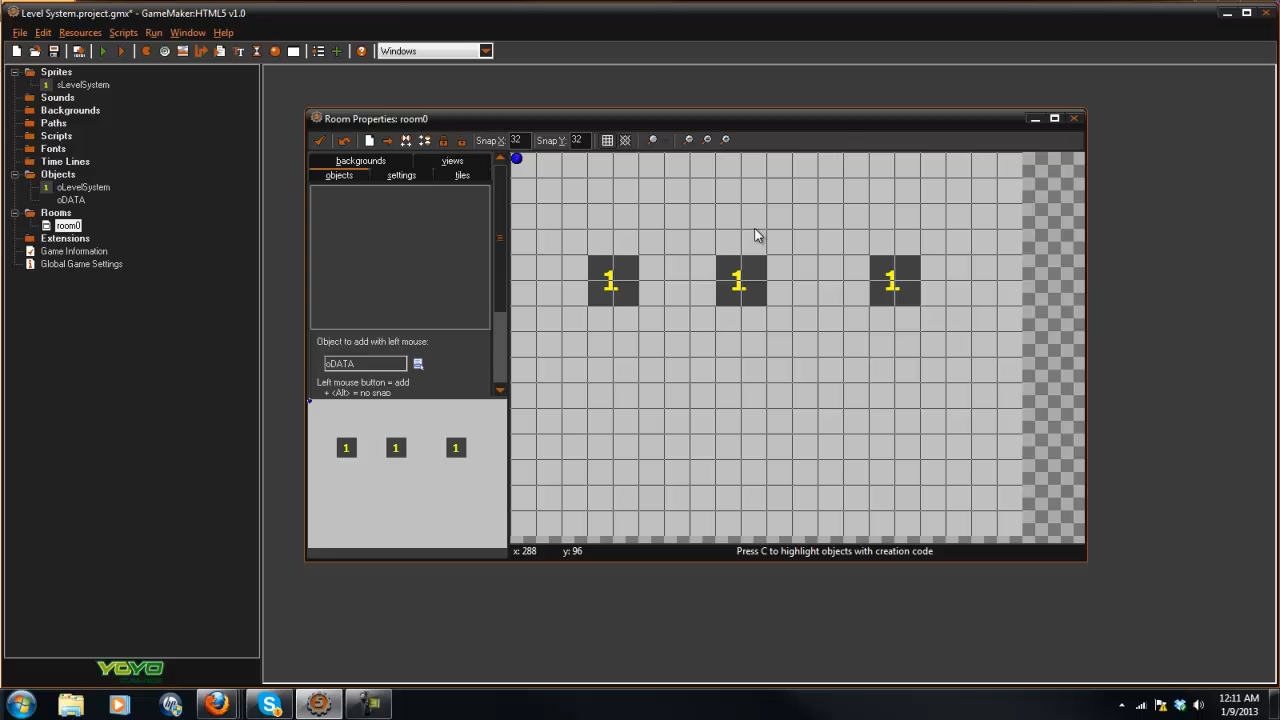 Level System.project.gmx* - GameMaker:HTML5 v1.0
File Edit Resources Scripts Run Window Help
Windows
Sprites
1 sLevelSystem
Sounds
Backgrounds
Paths
Scripts
Fonts
Time Lines
Objects
1 oLevelSystem
oDATA
Rooms
room0
Extensions
Game Information
Global Game Settings
YOYO
GAMES
Room Properties: room0
Snap X: 32 Snap Y: 32
backgrounds views
objects settings tiles
Object to add with left mouse:
oDATA
Left mouse button = add
+ <Alt> = no snap
1 1 1
1 1 1
x: 288 y: 96 Press C to highlight objects with creation code
12:11 AM
1/9/2013